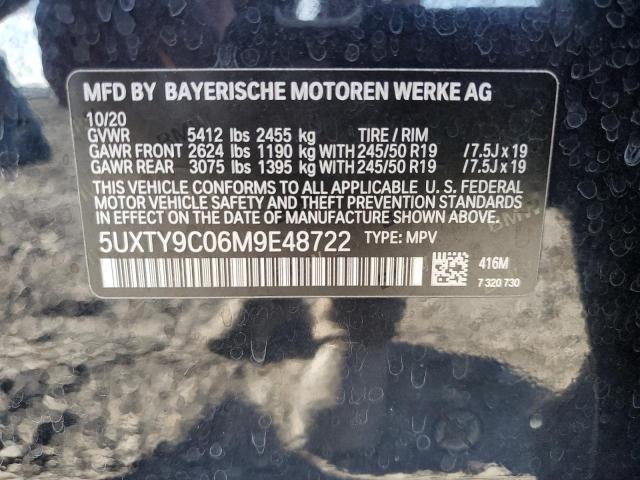 MFD BY BAYERISCHE MOTOREN WERKE AG
10/20
GVWR 5412 lbs 2455 kg TIRE / RIM
GAWR FRONT 2624 lbs 1190 kg WITH 245/50 R19 /7.5J x 19
GAWR REAR 3075 lbs 1395 kg WITH 245/50 R19 /7.5J x 19
THIS VEHICLE CONFORMS TO ALL APPLICABLE U. S. FEDERAL
MOTOR VEHICLE SAFETY AND THEFT PREVENTION STANDARDS
IN EFFECT ON THE DATE OF MANUFACTURE SHOWN ABOVE.
5UXTY9C06M9E48722 TYPE: MPV
416M
7 320 730